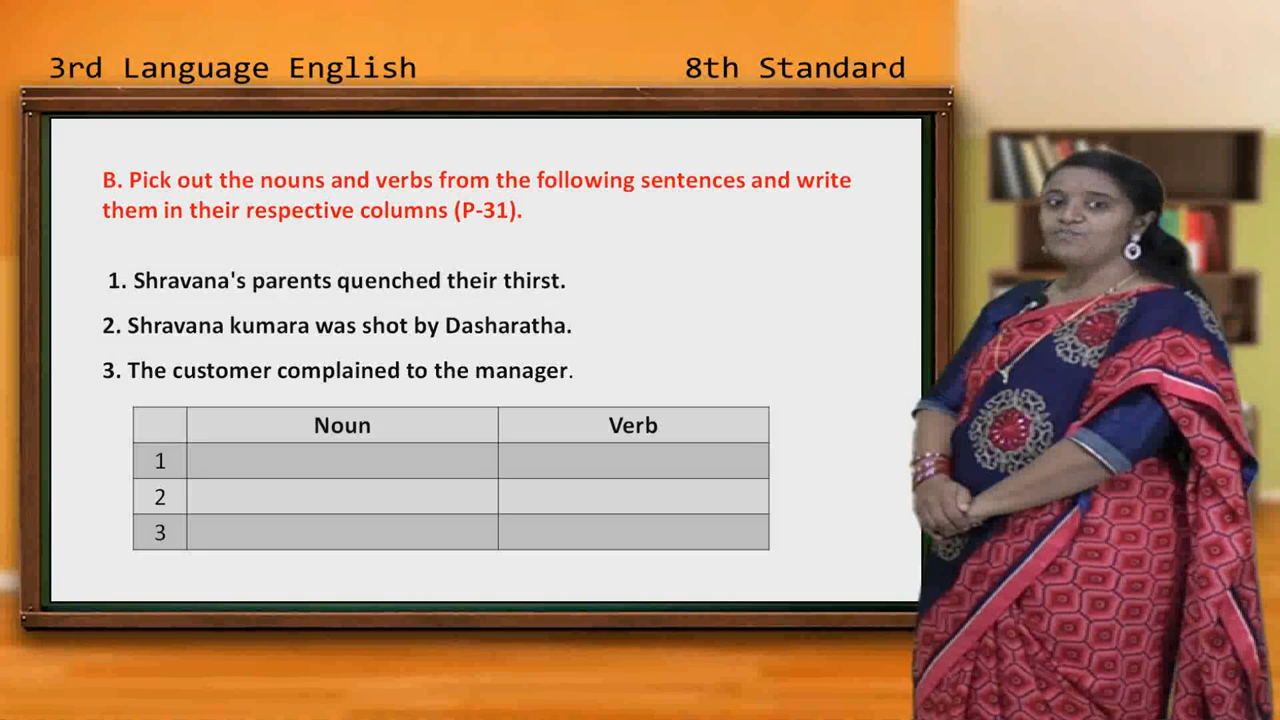 3rd Language English
8th Standard
B. Pick out the nouns and verbs from the following sentences and write
them in their respective columns (P-31).
1. Shravana's parents quenched their thirst.
2. Shravana kumara was shot by Dasharatha.
3. The customer complained to the manager.
Noun Verb
1
2
3